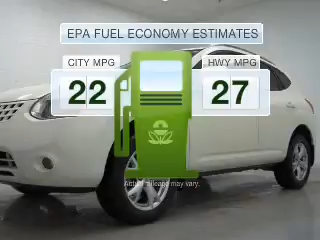 EPA FUEL ECONOMY ESTIMATES
CITY MPG
HWY MPG
22
27
Actual mileage may vary.